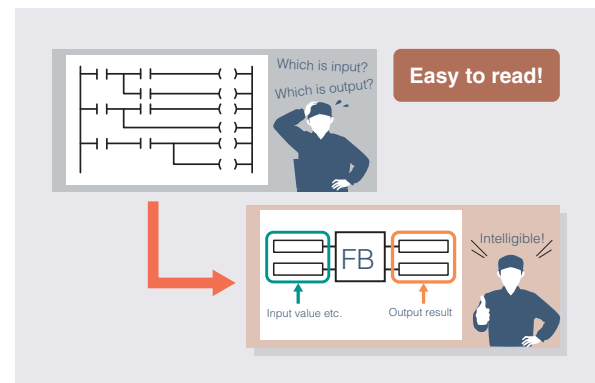 Which is input?
Which is output?
Easy to read!
FB
Intelligible!
Input value etc.
Output result